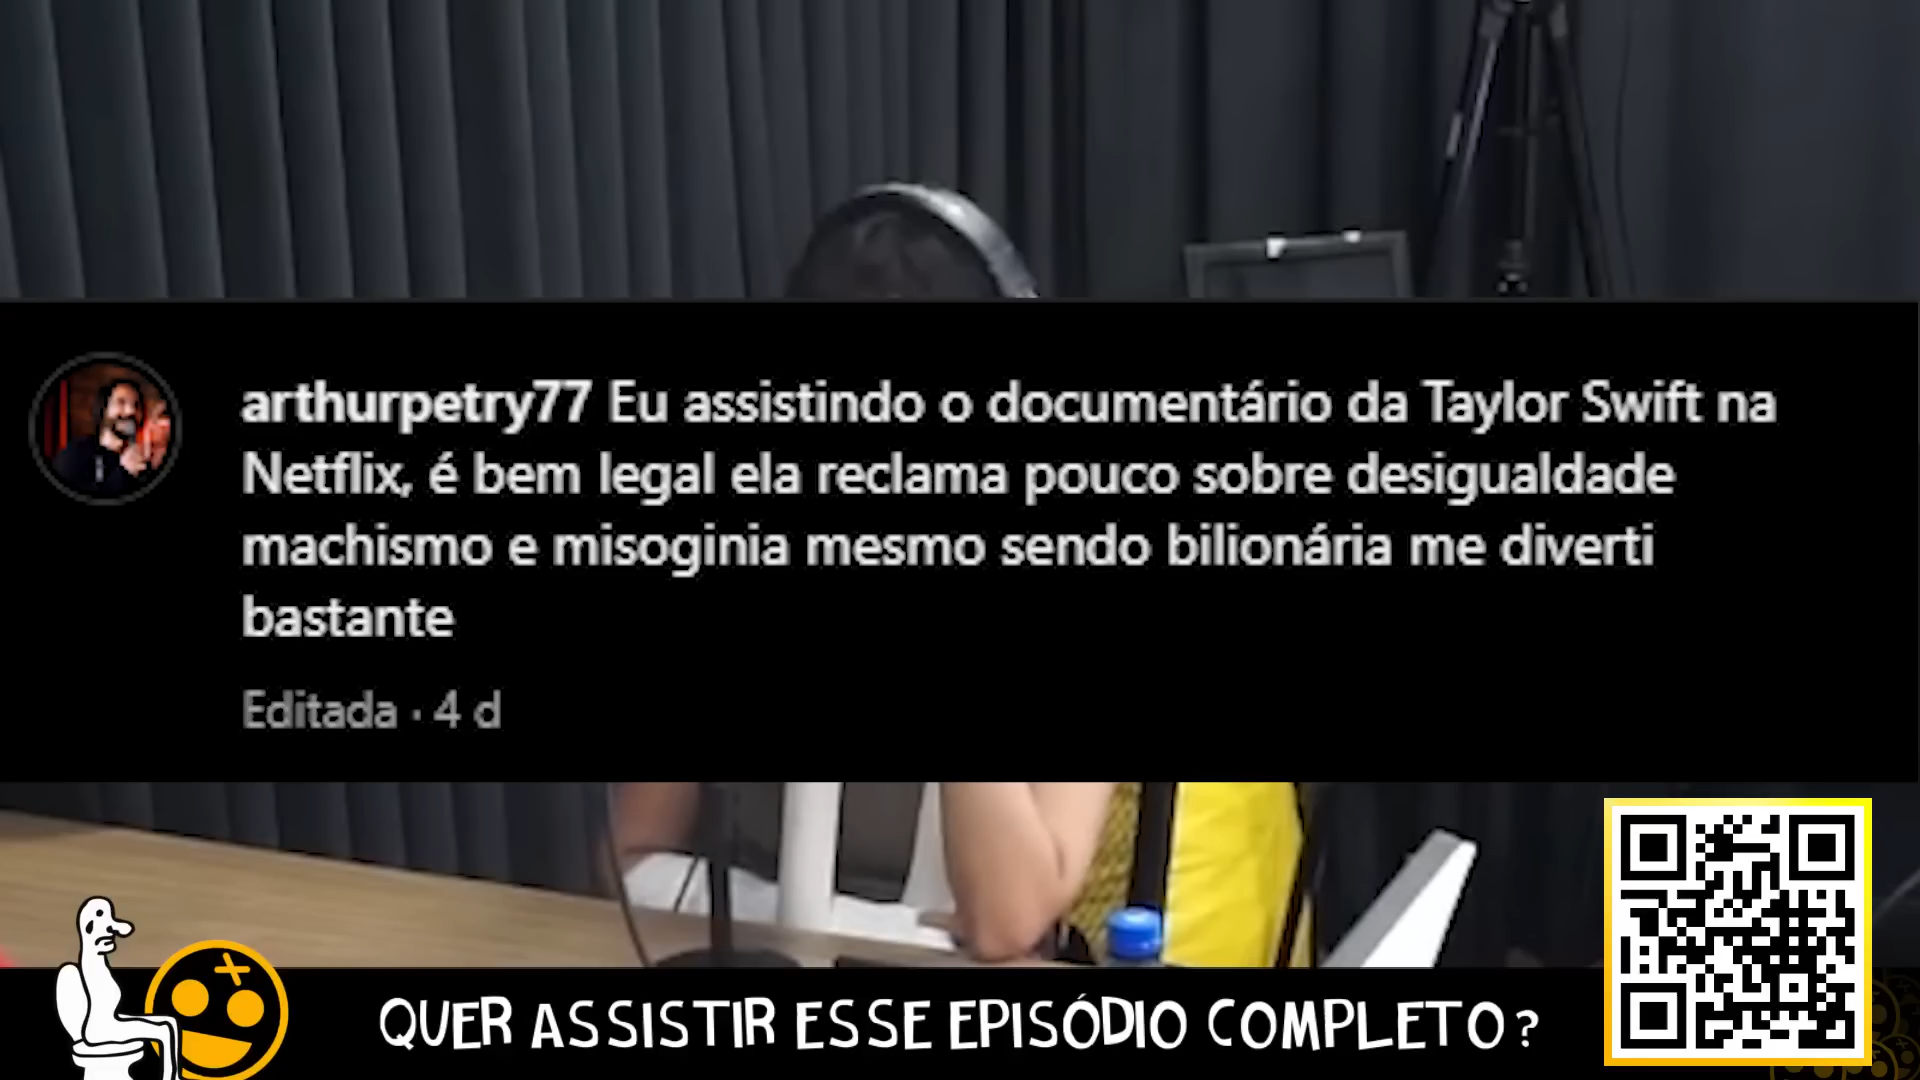 arthurpetry77 Eu assistindo o documentário da Taylor Swift na
Netflix, é bem legal ela reclama pouco sobre desigualdade
machismo e misoginia mesmo sendo bilionária me diverti
bastante
Editada · 4 d
QUER ASSISTIR ESSE EPISÓDIO COMPLETO?